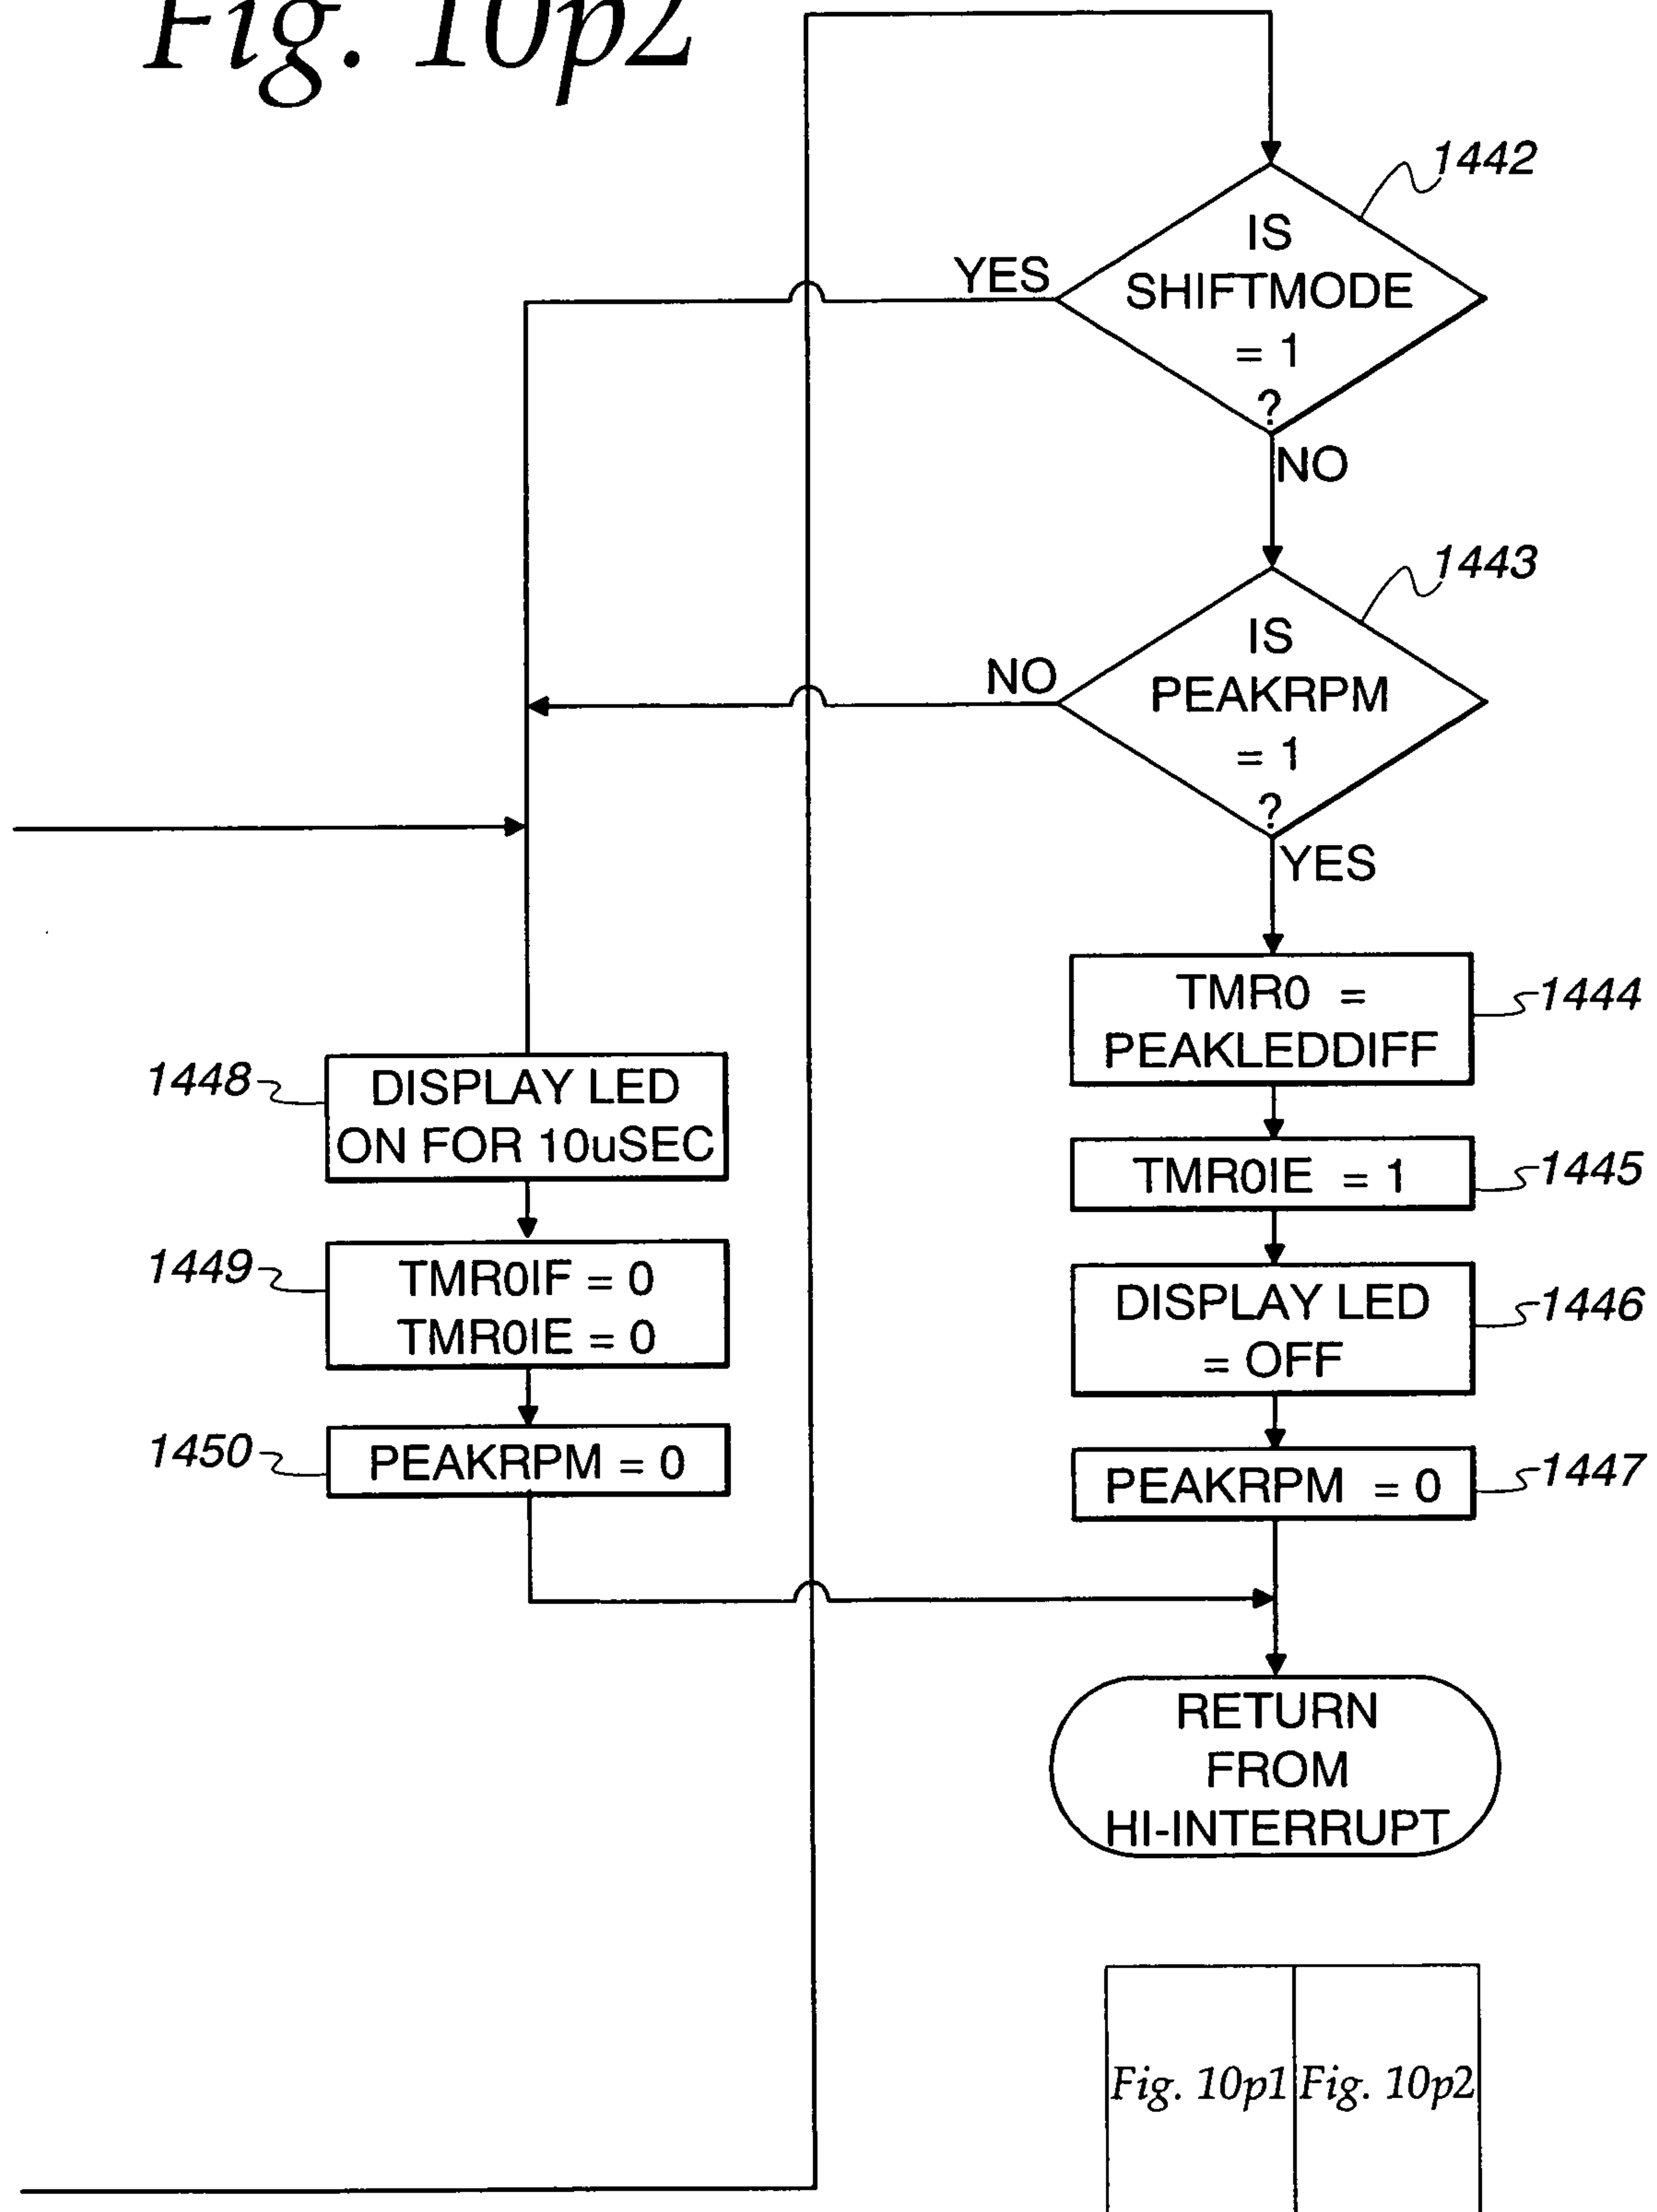 Fig. 10p2
1442
IS
SHIFTMODE
= 1
?
YES
NO
1443
IS
PEAKRPM
= 1
?
NO
YES
TMR0 =
PEAKLEDDIFF
1444
TMR0IE = 1
1445
DISPLAY LED
= OFF
1446
PEAKRPM = 0
1447
1448
DISPLAY LED
ON FOR 10uSEC
1449
TMR0IF = 0
TMR0IE = 0
1450
PEAKRPM = 0
RETURN
FROM
HI-INTERRUPT
Fig. 10p1
Fig. 10p2